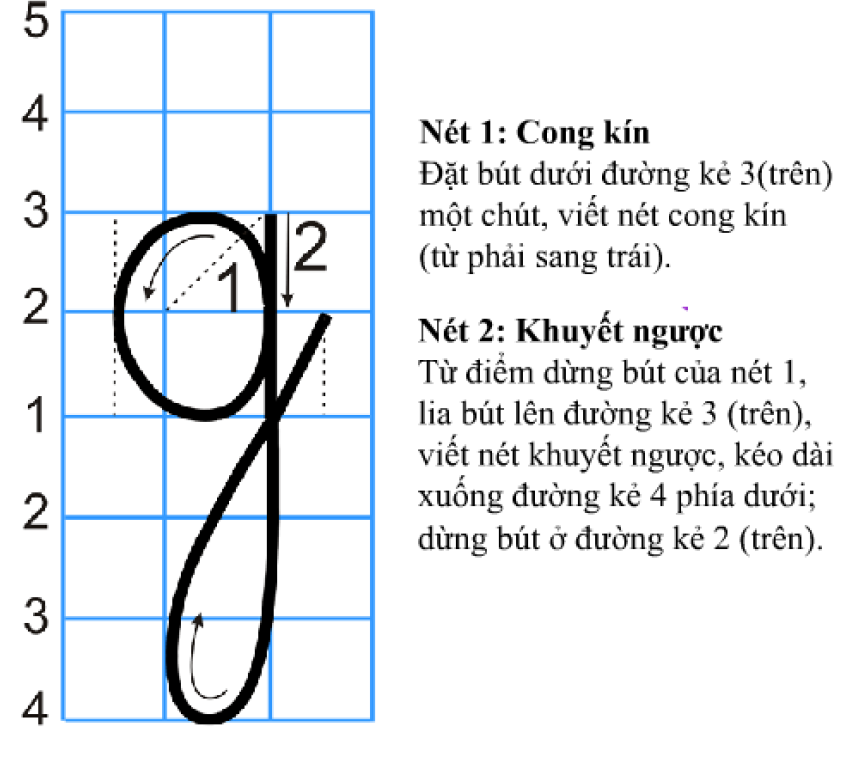 5
4
3
2
1
2
3
4
1
2
g
Nét 1: Cong kín
Đặt bút dưới đường kẻ 3(trên)
một chút, viết nét cong kín
(từ phải sang trái).
Nét 2: Khuyết ngược
Từ điểm dừng bút của nét 1,
lia bút lên đường kẻ 3 (trên),
viết nét khuyết ngược, kéo dài
xuống đường kẻ 4 phía dưới;
dừng bút ở đường kẻ 2 (trên).